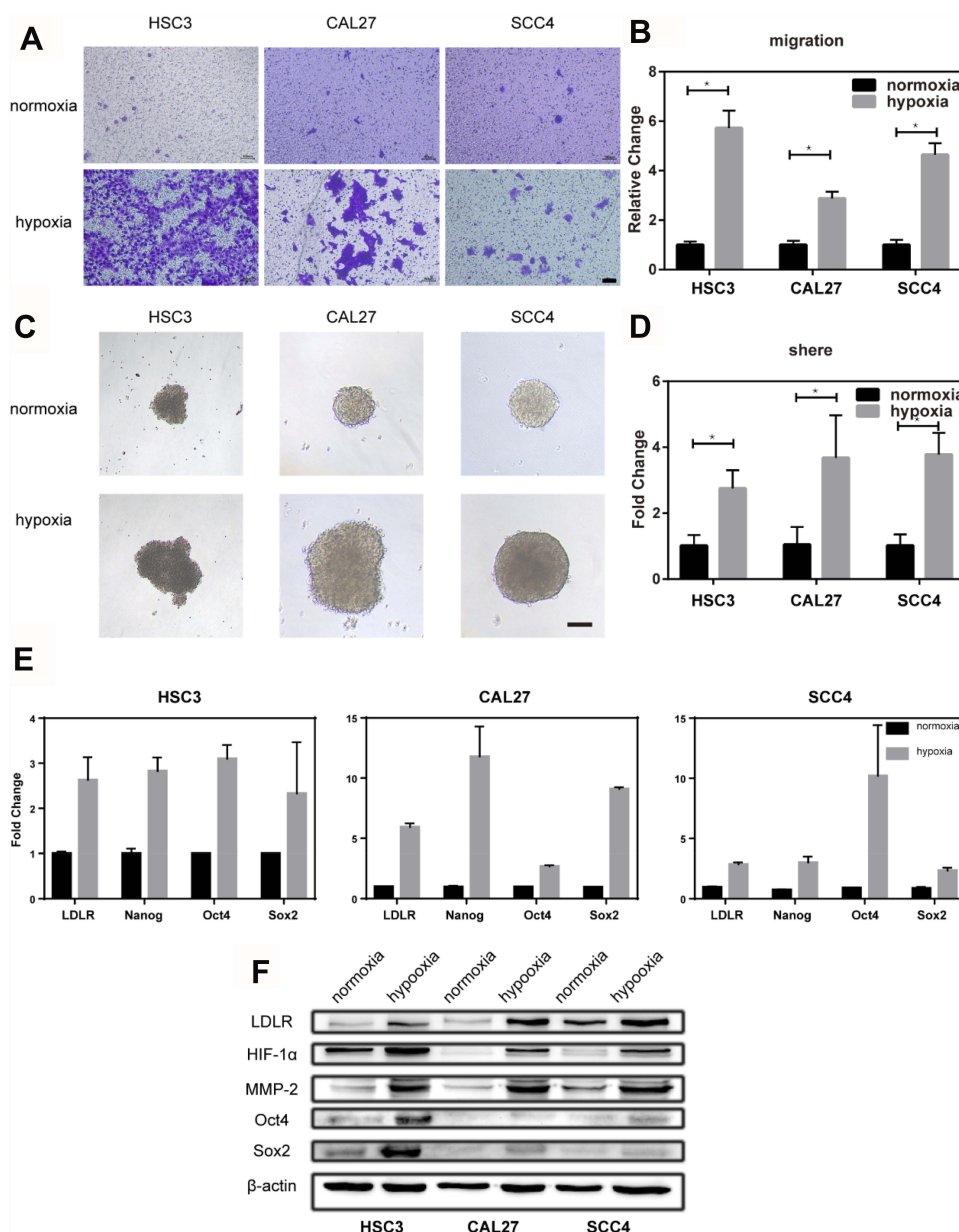 A
HSC3 CAL27 SCC4
normoxia
hypoxia
B
migration
normoxia
hypoxia
Relative Change
8
6
4
2
0
* * *
HSC3 CAL27 SCC4
C
HSC3 CAL27 SCC4
normoxia
hypoxia
D
shere
normoxia
hypoxia
Fold Change
6
4
2
0
* * *
HSC3 CAL27 SCC4
E
HSC3
Fold Change
4
3
2
1
0
LDLR Nanog Oct4 Sox2
CAL27
15
10
5
0
LDLR Nanog Oct4 Sox2
SCC4
normoxia
hypoxia
15
10
5
0
LDLR Nanog Oct4 Sox2
F
normoxia hypooxia normoxia hypooxia normoxia hypooxia
LDLR
HIF-1α
MMP-2
Oct4
Sox2
β-actin
HSC3 CAL27 SCC4